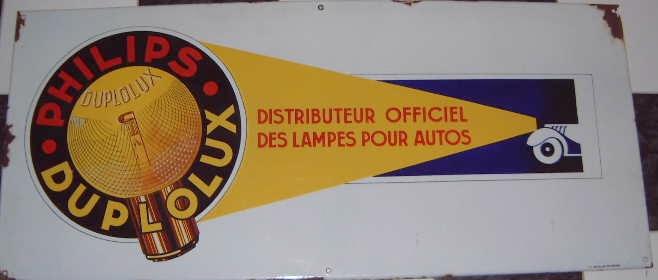 PHILIPS
DUPLOLUX
DUPLOLUX
DISTRIBUTEUR OFFICIEL
DES LAMPES POUR AUTOS